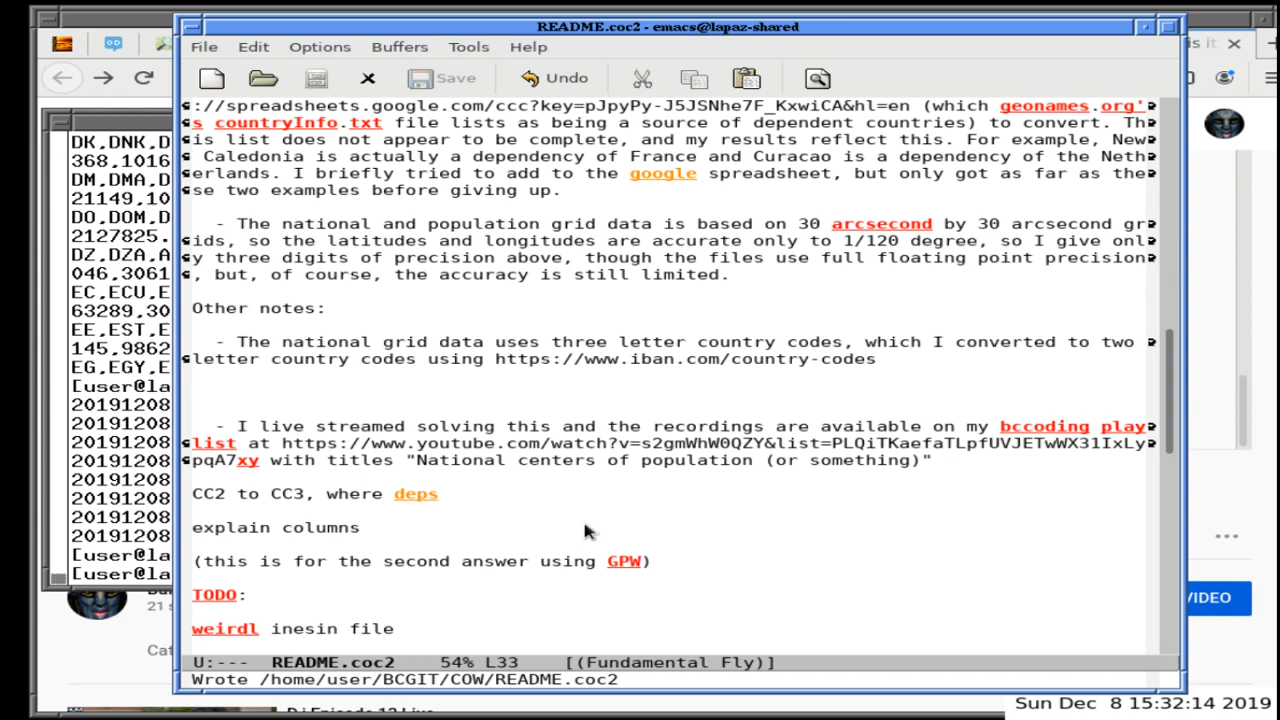 README.coc2 - emacs@lapaz-shared
File Edit Options Buffers Tools Help
Save Undo
://spreadsheets.google.com/ccc?key=pJpyPy-J5JSNhe7F_KxwiCA&hl=en (which geonames.org'
s countryInfo.txt file lists as being a source of dependent countries) to convert. Th
is list does not appear to be complete, and my results reflect this. For example, New
Caledonia is actually a dependency of France and Curacao is a dependency of the Neth
erlands. I briefly tried to add to the google spreadsheet, but only got as far as the
se two examples before giving up.
- The national and population grid data is based on 30 arcsecond by 30 arcsecond gr
ids, so the latitudes and longitudes are accurate only to 1/120 degree, so I give onl
y three digits of precision above, though the files use full floating point precision
, but, of course, the accuracy is still limited.
Other notes:
- The national grid data uses three letter country codes, which I converted to two
letter country codes using https://www.iban.com/country-codes
- I live streamed solving this and the recordings are available on my bccoding play
list at https://www.youtube.com/watch?v=s2gmWhW0QZY&list=PLQiTKaefaTLpfUVJETwWX31IxLy
pqA7xy with titles "National centers of population (or something)"
CC2 to CC3, where deps
explain columns
(this is for the second answer using GPW)
TODO:
weirdl inesin file
U:--- README.coc2 54% L33 [(Fundamental Fly)]
Wrote /home/user/BCGIT/COW/README.coc2
DK,DNK,D
368,1016
DM,DMA,D
21149,10
DO,DOM,D
2127825.
DZ,DZA,A
046,3061
EC,ECU,E
63289,30
EE,EST,E
145,9862
EG,EGY,E
[user@la
20191208
20191208
20191208
20191208
20191208
20191208
20191208
20191208
[user@la
[user@la
is it
VIDEO
21
Cat
Episode 12 Live
Sun Dec 8 15:32:14 2019